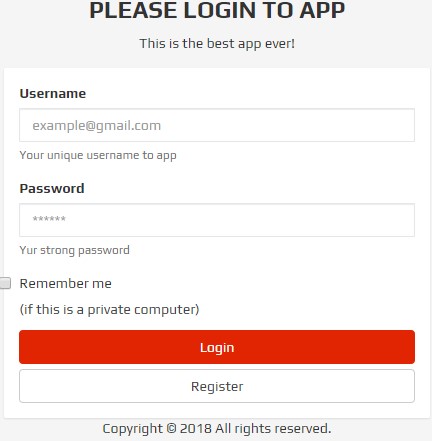 PLEASE LOGIN TO APP
This is the best app ever!
Username
example@gmail.com
Your unique username to app
Password
******
Yur strong password
Remember me
(if this is a private computer)
Login
Register
Copyright © 2018 All rights reserved.